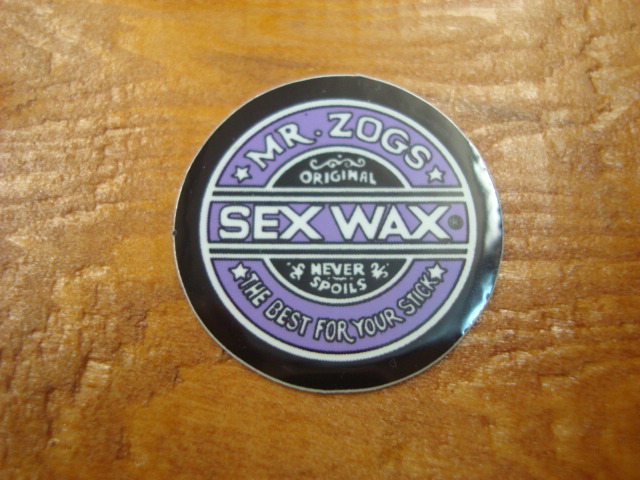 MR. ZOGS
ORIGINAL
SEX WAX®
NEVER
SPOILS
THE BEST FOR YOUR STICK